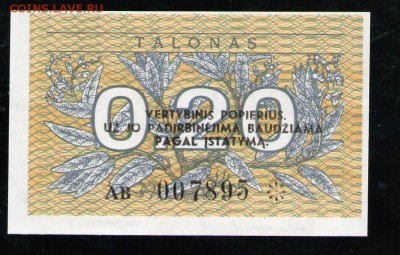 COINS.LAVE.RU
TALONAS
0,20
VERTYBINIS POPIERIUS.
UŽ JO PADIRBINĖJIMĄ BAUDŽIAMA
PAGAL ĮSTATYMĄ.
AB 007895